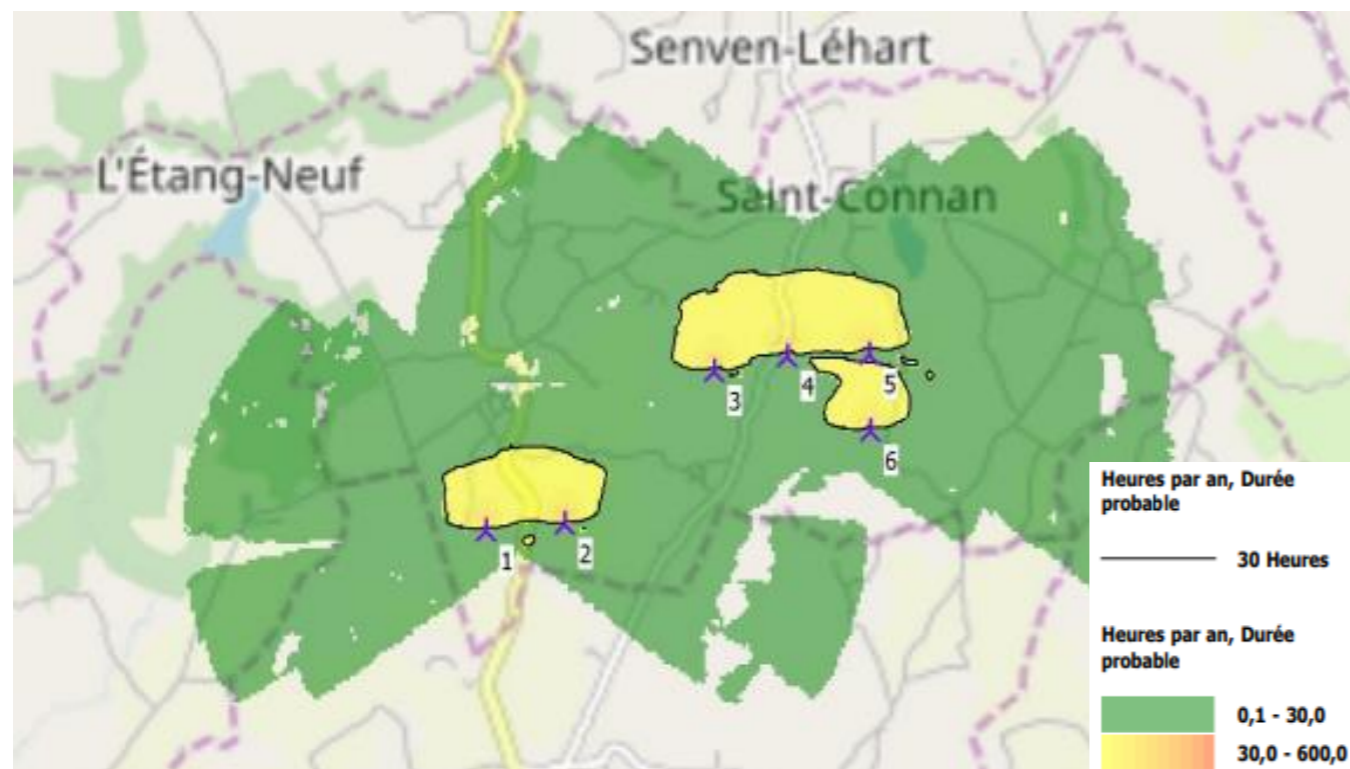 Senven-Léhart
L'Étang-Neuf
Saint-Connan
3
4
5
6
1
2
Heures par an, Durée
probable
30 Heures
Heures par an, Durée
probable
0,1 - 30,0
30,0 - 600,0